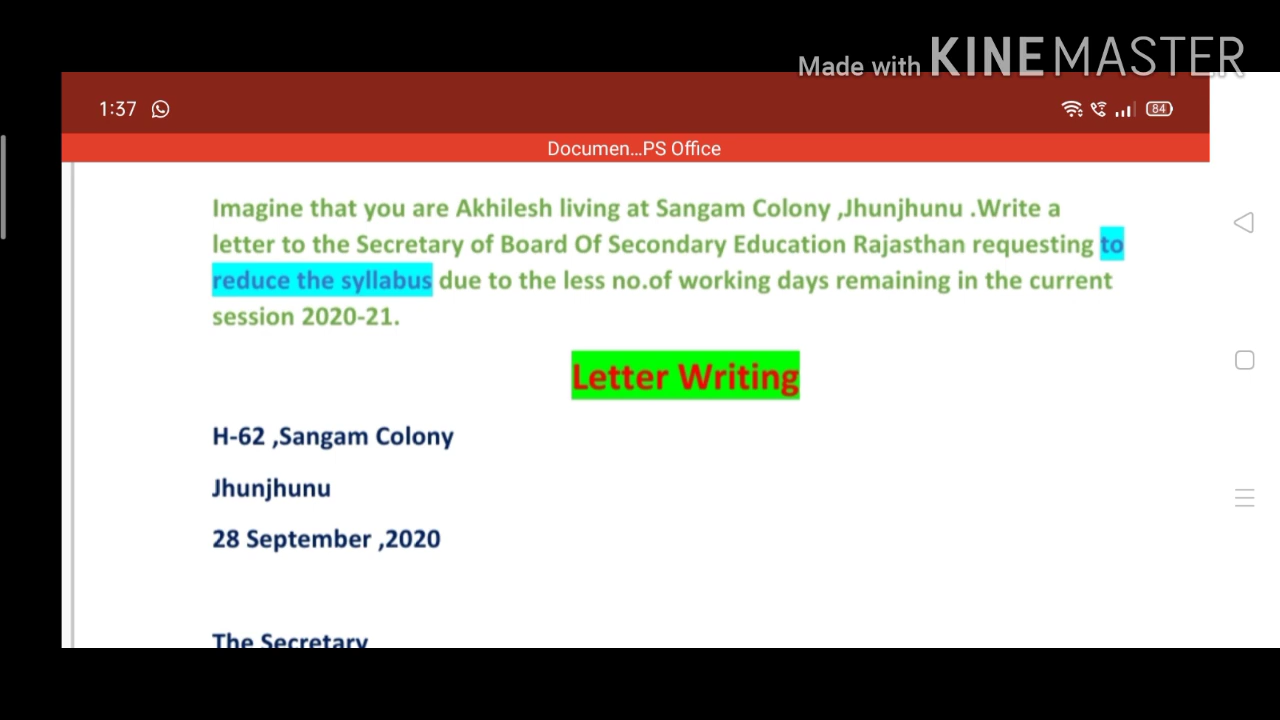 Made with KINEMASTER
1:37 84
Documen...PS Office
Imagine that you are Akhilesh living at Sangam Colony ,Jhunjhunu .Write a
letter to the Secretary of Board Of Secondary Education Rajasthan requesting to
reduce the syllabus due to the less no.of working days remaining in the current
session 2020-21.
Letter Writing
H-62 ,Sangam Colony
Jhunjhunu
28 September ,2020
The Secretary